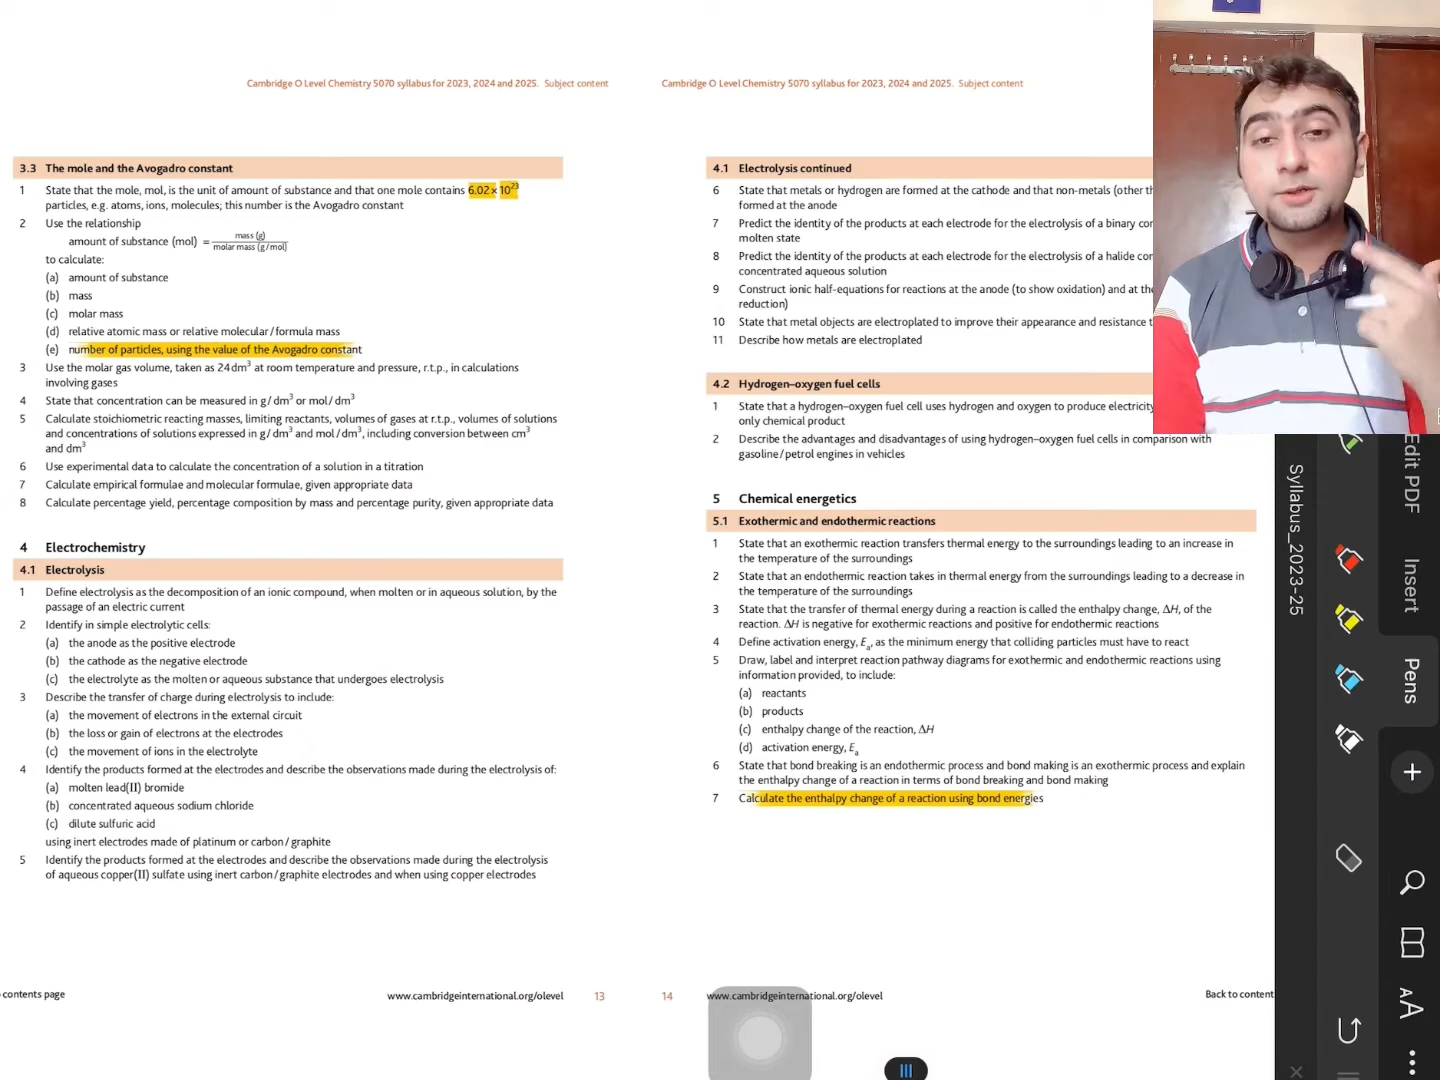 Cambridge O Level Chemistry 5070 syllabus for 2023, 2024 and 2025. Subject content
3.3 The mole and the Avogadro constant
1 State that the mole, mol, is the unit of amount of substance and that one mole contains 6.02 × 10²³
particles, e.g. atoms, ions, molecules; this number is the Avogadro constant
2 Use the relationship
amount of substance (mol) = mass (g) / molar mass (g/mol)
to calculate:
(a) amount of substance
(b) mass
(c) molar mass
(d) relative atomic mass or relative molecular/formula mass
(e) number of particles, using the value of the Avogadro constant
3 Use the molar gas volume, taken as 24 dm³ at room temperature and pressure, r.t.p., in calculations
involving gases
4 State that concentration can be measured in g/dm³ or mol/dm³
5 Calculate stoichiometric reacting masses, limiting reactants, volumes of gases at r.t.p., volumes of solutions
and concentrations of solutions expressed in g/dm³ and mol/dm³, including conversion between cm³
and dm³
6 Use experimental data to calculate the concentration of a solution in a titration
7 Calculate empirical formulae and molecular formulae, given appropriate data
8 Calculate percentage yield, percentage composition by mass and percentage purity, given appropriate data
4 Electrochemistry
4.1 Electrolysis
1 Define electrolysis as the decomposition of an ionic compound, when molten or in aqueous solution, by the
passage of an electric current
2 Identify in simple electrolytic cells:
(a) the anode as the positive electrode
(b) the cathode as the negative electrode
(c) the electrolyte as the molten or aqueous substance that undergoes electrolysis
3 Describe the transfer of charge during electrolysis to include:
(a) the movement of electrons in the external circuit
(b) the loss or gain of electrons at the electrodes
(c) the movement of ions in the electrolyte
4 Identify the products formed at the electrodes and describe the observations made during the electrolysis of:
(a) molten lead(II) bromide
(b) concentrated aqueous sodium chloride
(c) dilute sulfuric acid
using inert electrodes made of platinum or carbon/graphite
5 Identify the products formed at the electrodes and describe the observations made during the electrolysis
of aqueous copper(II) sulfate using inert carbon/graphite electrodes and when using copper electrodes
contents page
www.cambridgeinternational.org/olevel 13
Cambridge O Level Chemistry 5070 syllabus for 2023, 2024 and 2025. Subject content
4.1 Electrolysis continued
6 State that metals or hydrogen are formed at the cathode and that non-metals (other th
formed at the anode
7 Predict the identity of the products at each electrode for the electrolysis of a binary co
molten state
8 Predict the identity of the products at each electrode for the electrolysis of a halide co
concentrated aqueous solution
9 Construct ionic half-equations for reactions at the anode (to show oxidation) and at the
reduction)
10 State that metal objects are electroplated to improve their appearance and resistance
11 Describe how metals are electroplated
4.2 Hydrogen–oxygen fuel cells
1 State that a hydrogen–oxygen fuel cell uses hydrogen and oxygen to produce electricity
only chemical product
2 Describe the advantages and disadvantages of using hydrogen–oxygen fuel cells in comparison with
gasoline/petrol engines in vehicles
5 Chemical energetics
5.1 Exothermic and endothermic reactions
1 State that an exothermic reaction transfers thermal energy to the surroundings leading to an increase in
the temperature of the surroundings
2 State that an endothermic reaction takes in thermal energy from the surroundings leading to a decrease in
the temperature of the surroundings
3 State that the transfer of thermal energy during a reaction is called the enthalpy change, ΔH, of the
reaction. ΔH is negative for exothermic reactions and positive for endothermic reactions
4 Define activation energy, Eₐ, as the minimum energy that colliding particles must have to react
5 Draw, label and interpret reaction pathway diagrams for exothermic and endothermic reactions using
information provided, to include:
(a) reactants
(b) products
(c) enthalpy change of the reaction, ΔH
(d) activation energy, Eₐ
6 State that bond breaking is an endothermic process and bond making is an exothermic process and explain
the enthalpy change of a reaction in terms of bond breaking and bond making
7 Calculate the enthalpy change of a reaction using bond energies
14 www.cambridgeinternational.org/olevel
Back to content
Syllabus_2023-25
Edit PDF
Insert
Pens
AA